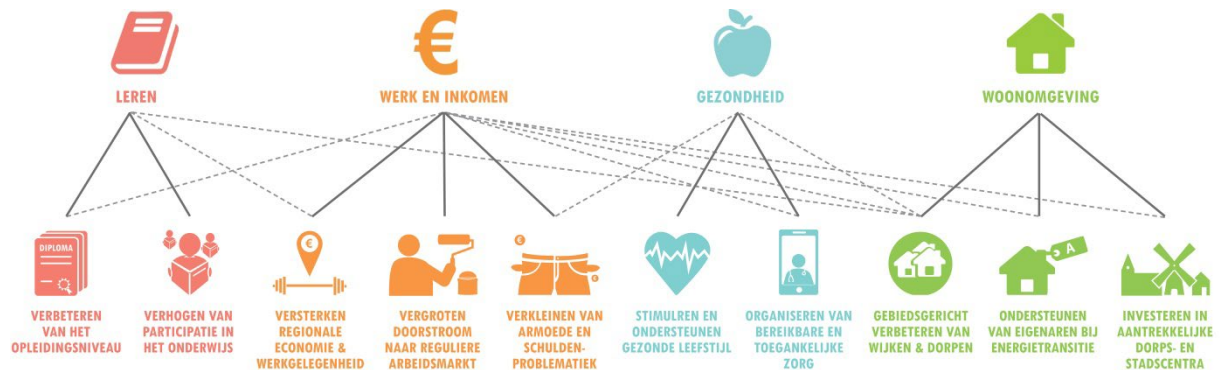 LEREN
WERK EN INKOMEN
GEZONDHEID
WOONOMGEVING
DIPLOMA
VERBETEREN
VAN HET
OPLEIDINGSNIVEAU
VERHOGEN VAN
PARTICIPATIE IN
HET ONDERWIJS
€
VERSTERKEN
REGIONALE
ECONOMIE &
WERKGELEGENHEID
VERGROTEN
DOORSTROOM
NAAR REGULIERE
ARBEIDSMARKT
€
€
VERKLEINEN VAN
ARMOEDE EN
SCHULDEN-
PROBLEMATIEK
STIMULREN EN
ONDERSTEUNEN
GEZONDE LEEFSTIJL
ORGANISEREN VAN
BEREIKBARE EN
TOEGANKELIJKE
ZORG
GEBIEDSGERICHT
VERBETEREN VAN
WIJKEN & DORPEN
A
ONDERSTEUNEN
VAN EIGENAREN BIJ
ENERGIETRANSITIE
INVESTEREN IN
AANTREKKELIJKE
DORPS- EN
STADSCENTRA